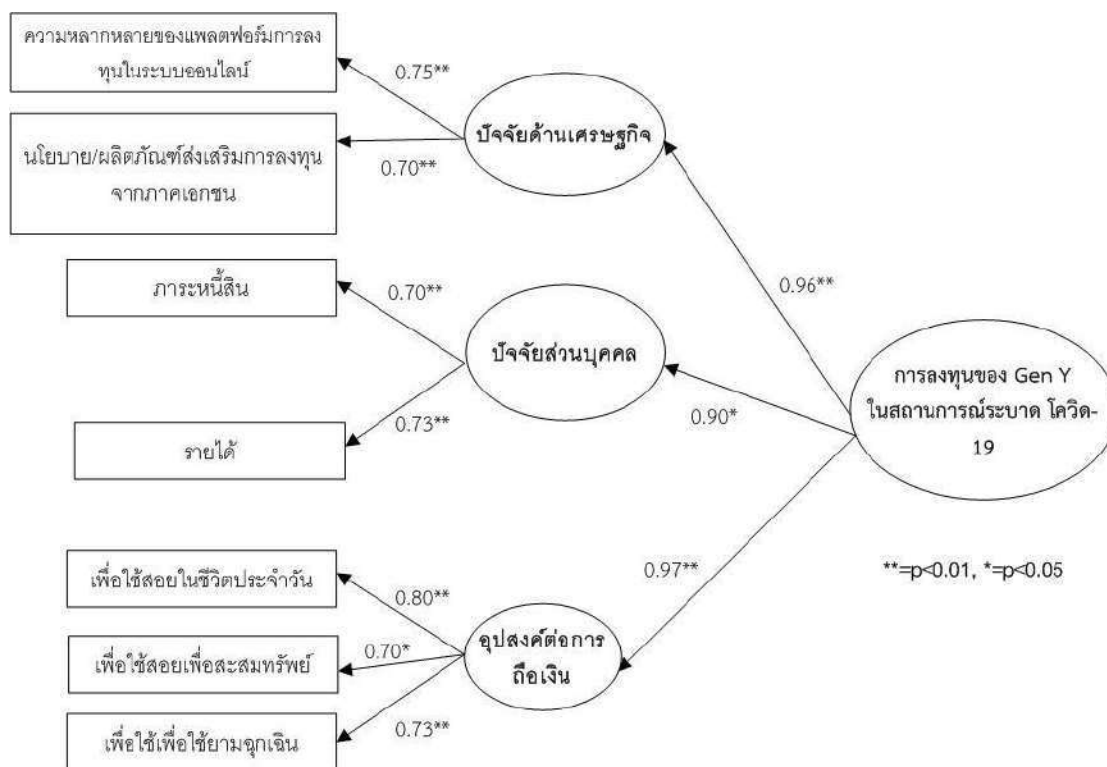 ความหลากหลายของแพลตฟอร์มการลง
ทุนในระบบออนไลน์
0.75**
ปัจจัยด้านเศรษฐกิจ
นโยบาย/ผลิตภัณฑ์ส่งเสริมการลงทุน
จากภาคเอกชน
0.70**
0.96**
ภาระหนี้สิน
0.70**
ปัจจัยส่วนบุคคล
0.90*
การลงทุนของ Gen Y
ในสถานการณ์ระบาด โควิด-
19
รายได้
0.73**
เพื่อใช้สอยในชีวิตประจำวัน
0.80**
0.97**
**=p<0.01, *=p<0.05
เพื่อใช้สอยเพื่อสะสมทรัพย์
0.70*
อุปสงค์ต่อการ
ถือเงิน
เพื่อใช้เพื่อใช้ยามฉุกเฉิน
0.73**